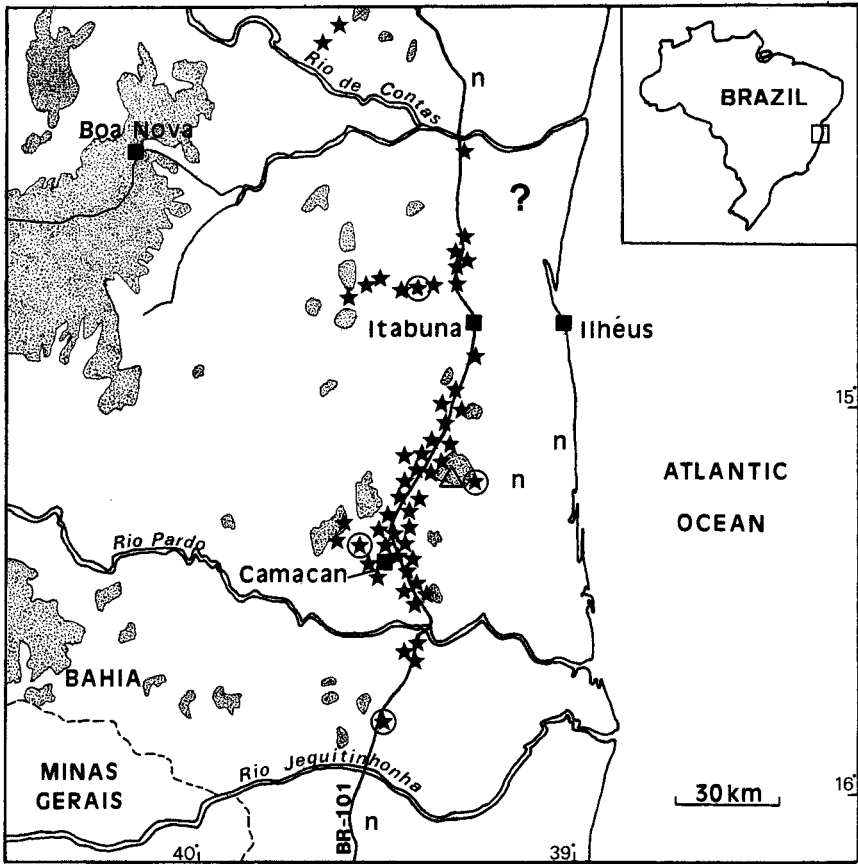 Rio de Contas
n
BRAZIL
Boa Nova
?
Itabuna
Ilhéus
15°
n
n
ATLANTIC
OCEAN
Rio Pardo
Camacan
BAHIA
MINAS
GERAIS
Rio Jequitinhonha
BR-101
n
30 km
16°
40°
39°